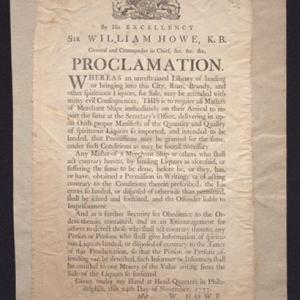 By His EXCELLENCY
Sir WILLIAM HOWE, K.B.
General and Commander in Chief, &c. &c. &c.
PROCLAMATION.
WHEREAS an unrestrained Liberty of landing
or bringing into this City, Rum, Brandy, and
other spirituous Liquors, for Sale, may be attended with
many evil Consequences, THIS is to require all Masters
of Merchant Ships immediately on their Arrival to re-
port the same at the Secretary's Office, delivering in up-
on Oath proper Manifests of the Quantity and Quality
of spirituous Liquors so imported, and intended to be
landed, that Permissions may be granted for the same,
under such Conditions as may be found necessary.
Any Master of a Merchant Ship or others who shall
act contrary hereto, by landing Liquors as aforesaid, or
suffering the same to be done, before he, or they, has,
or have, obtained a Permission in Writing; or of acting
contrary to the Conditions therein prescribed, the Li-
quors so landed, or disposed of otherwise than permitted,
shall be seized and forfeited, and the Offender liable to
Imprisonment.
And as a further Security for Obedience to the Or-
ders therein contained, and as an Encouragement for
others to detect those who shall act contrary thereto, any
Person or Persons who shall give Information of spiritu-
ous Liquors landed, or disposed of contrary to the Tenor
of this Proclamation, so that the Person or Persons of-
fending be detected, such Informer or Informers shall
be entitled to one Moiety of the Value arising from the
Sale of the Liquors so forfeited.
Given under my Hand at Head-Quarters in Phila-
delphia, this 24th Day of November, 1777.
W. HOWE